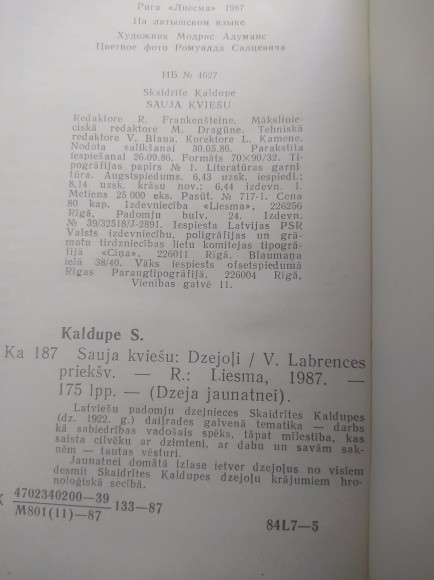 Рига «Лиесма» 1987
На латышском языке
Художник Модрис Адуманс
Цветное фото Ромуалда Салцевича
ИБ № 4627
Skaidrīte Kaldupe
SAUJA KVIEŠU
Redaktore R. Frankenšteine. Māksliniec-
ciskā redaktore M. Dragūne. Tehniskā
redaktore V. Blaua. Korektore L. Kamene.
Nodota salikšanai 30.05.86. Parakstīta
iespiešanai 26.09.86. Formāts 70×90/32. Ti-
pogrāfijas papīrs № 1. Literatūras garni-
tūra. Augstspiedums. 6,43 uzsk. iespiedl.;
8,14 uzsk. krāsu nov.; 6,44 izdevn. l.
Metiens 25 000 eks. Pasūt. № 717-1. Cena
80 kap. Izdevniecība «Liesma», 226256
Rīgā, Padomju bulv. 24. Izdevn.
№ 39/32518/J-2891. Iespiesta Latvijas PSR
Valsts izdevniecību, poligrāfijas un grā-
matu tirdzniecības lietu komitejas tipogrā-
fijā «Cīņa», 226011 Rīgā, Blaumaņa
ielā 38/40. Vāks iespiests ofsetspiedumā
Rīgas Paraugtipogrāfijā, 226004 Rīgā,
Vienības gatvē 11.
Kaldupe S.
Ka 187 Sauja kviešu: Dzejoļi / V. Labrences
priekšv. — R.: Liesma, 1987. —
175 lpp. — (Dzeja jaunatnei).
Latviešu padomju dzejnieces Skaidrītes Kaldupes
(dz. 1922. g.) daiļrades galvenā tematika — darbs
kā sabiedrības vadošais spēks, tāpat mīlestība, kas
saista cilvēku ar dzimteni, ar dabu un savām sak-
nēm — tautas vēsturi.
Jaunatnei domātā izlase ietver dzejoļus no visiem
desmit Skaidrītes Kaldupes dzejoļu krājumiem hro-
noloģiskā secībā.
K 4702340200—39
M801(11)—87 133—87
84L7—5